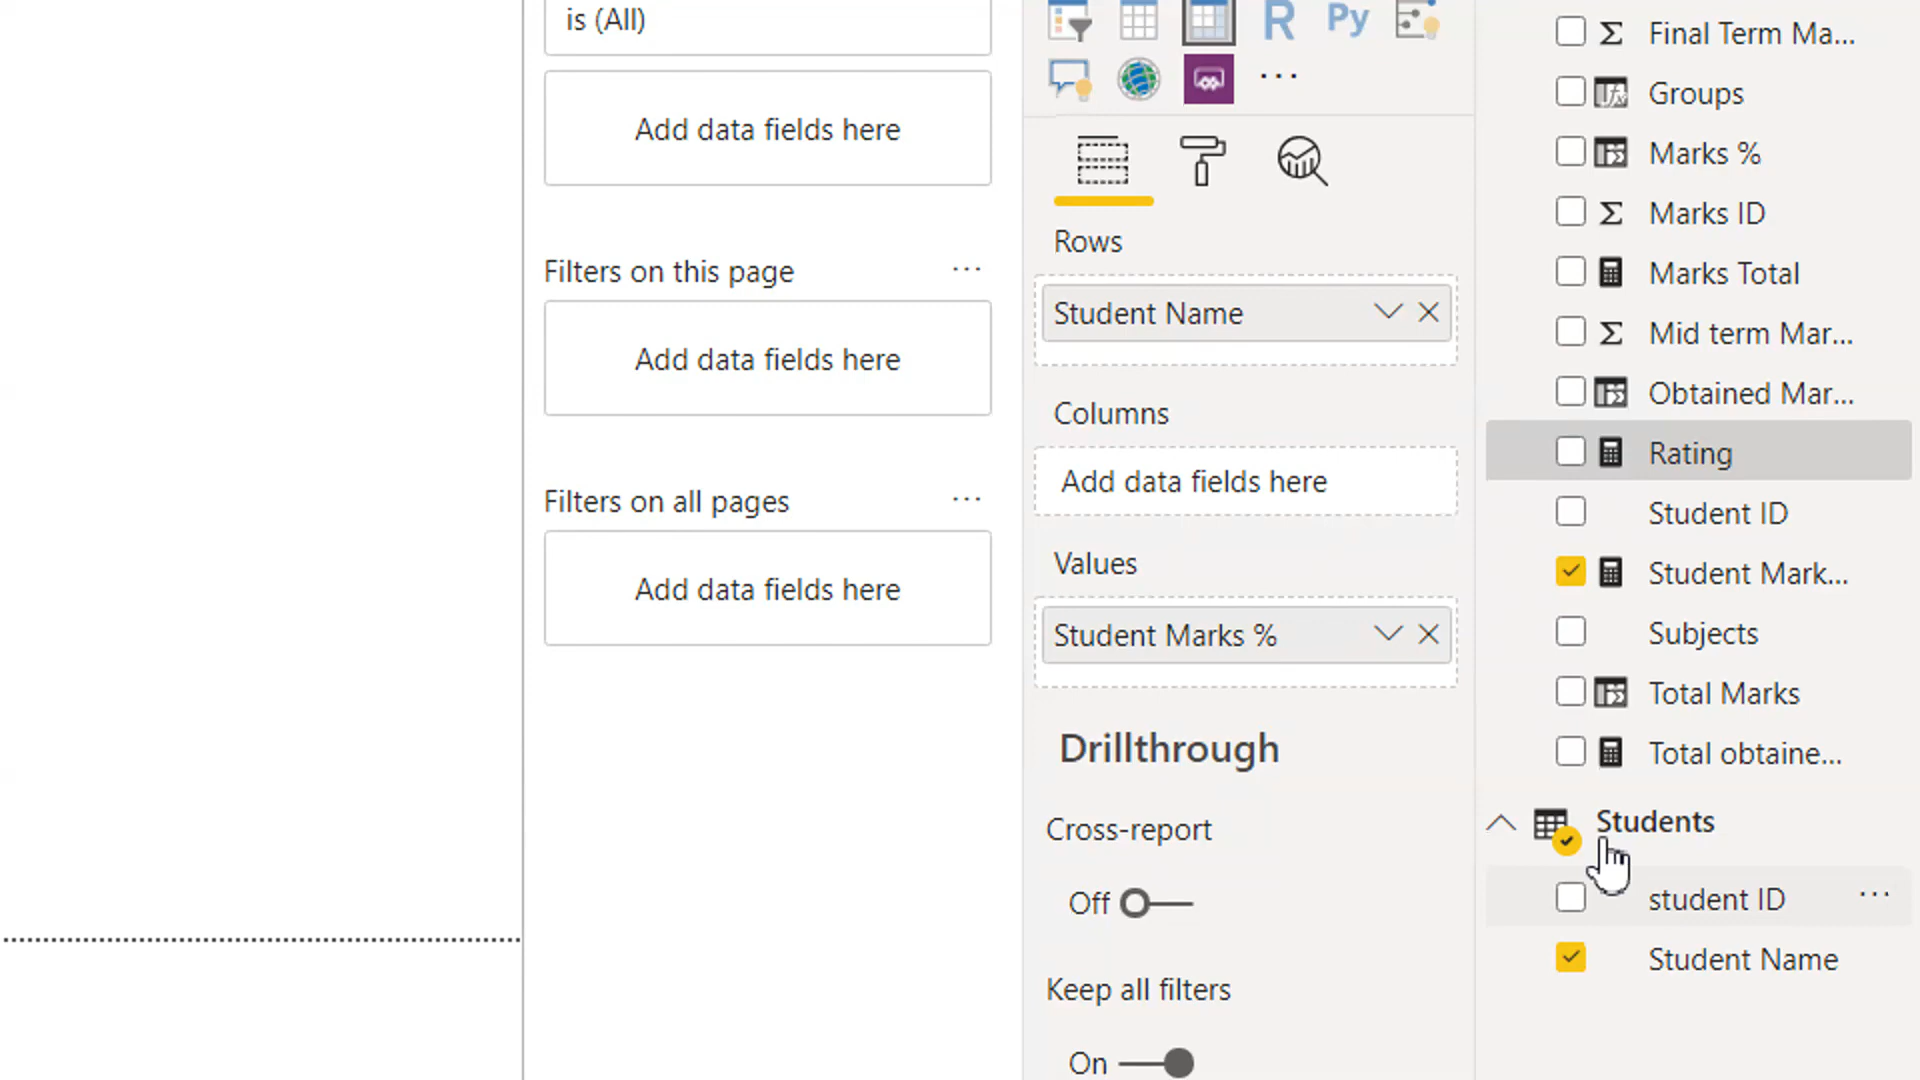 is (All)
Add data fields here
Filters on this page
Add data fields here
Filters on all pages
Add data fields here
R
Py
Rows
Student Name
Columns
Add data fields here
Values
Student Marks %
Drillthrough
Cross-report
Off
Keep all filters
On
Final Term Ma...
Groups
Marks %
Marks ID
Marks Total
Mid term Mar...
Obtained Mar...
Rating
Student ID
Student Mark...
Subjects
Total Marks
Total obtaine...
Students
student ID
Student Name